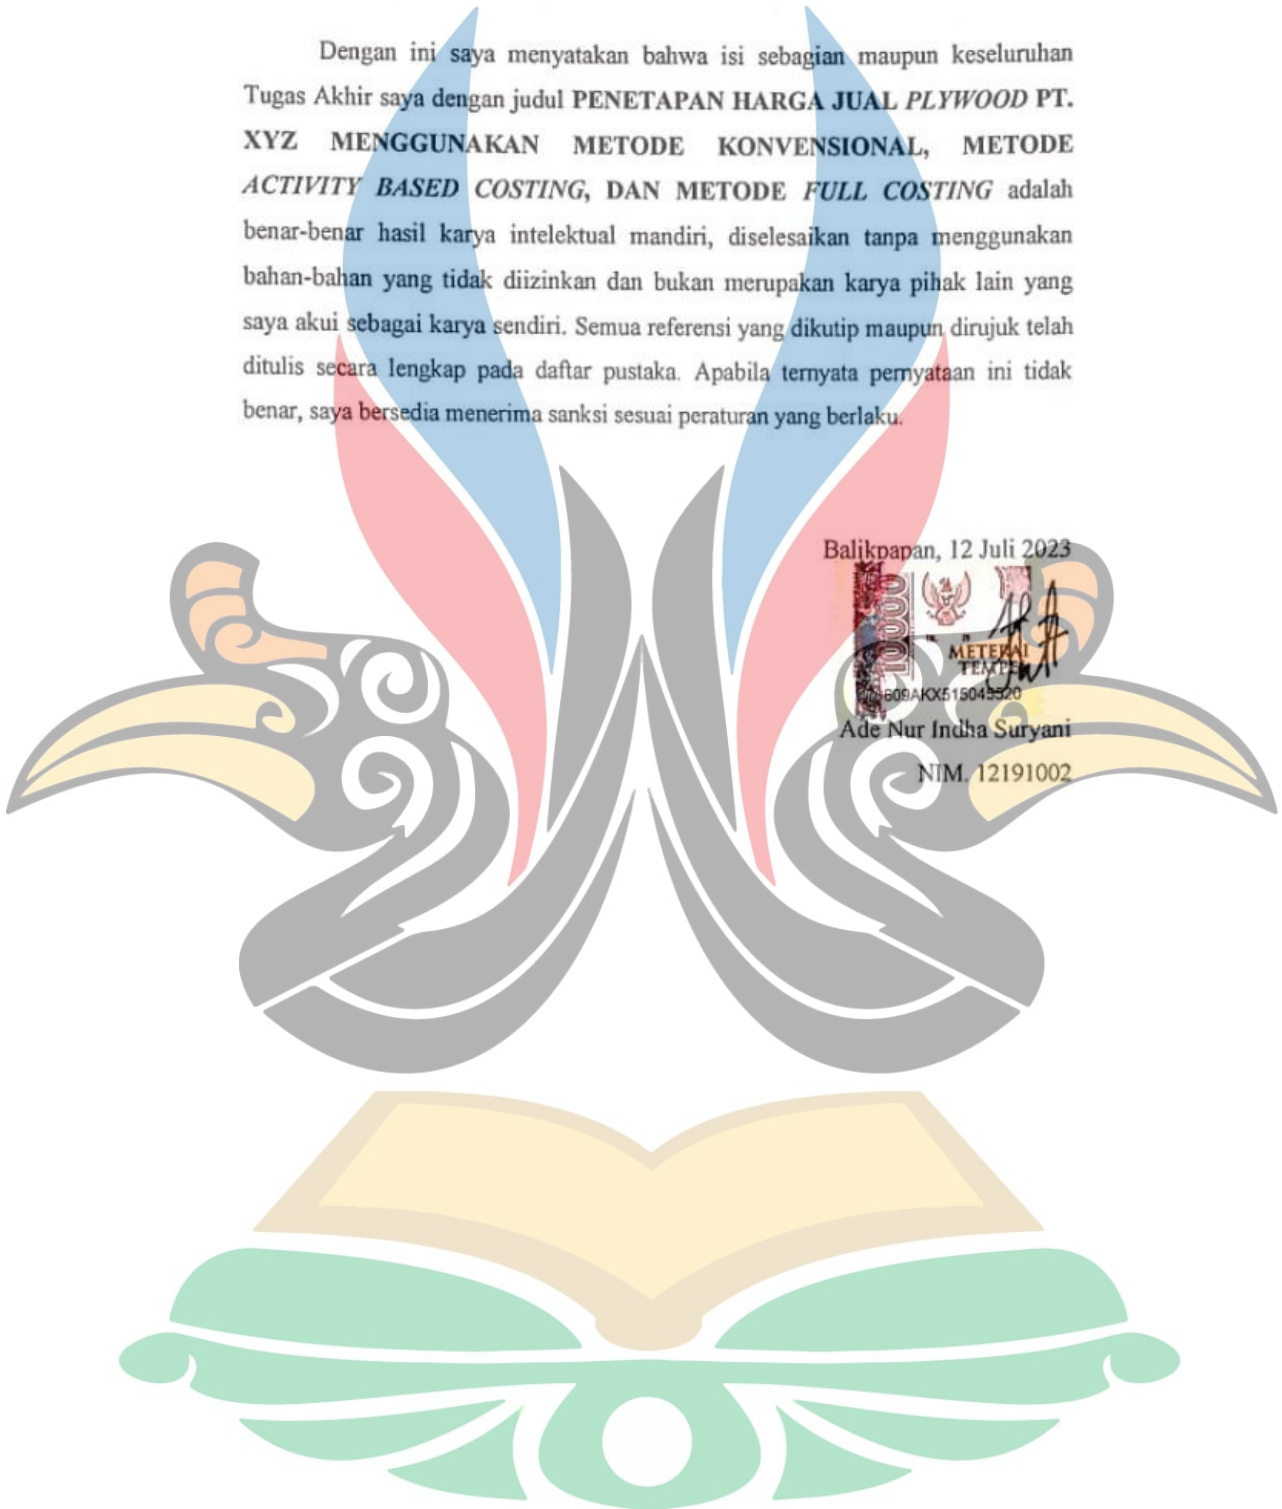 Dengan ini saya menyatakan bahwa isi sebagian maupun keseluruhan
Tugas Akhir saya dengan judul PENETAPAN HARGA JUAL PLYWOOD PT.
XYZ MENGGUNAKAN METODE KONVENSIONAL, METODE
ACTIVITY BASED COSTING, DAN METODE FULL COSTING adalah
benar-benar hasil karya intelektual mandiri, diselesaikan tanpa menggunakan
bahan-bahan yang tidak diizinkan dan bukan merupakan karya pihak lain yang
saya akui sebagai karya sendiri. Semua referensi yang dikutip maupun dirujuk telah
ditulis secara lengkap pada daftar pustaka. Apabila ternyata pernyataan ini tidak
benar, saya bersedia menerima sanksi sesuai peraturan yang berlaku.
Balikpapan, 12 Juli 2023
10000
METERAI
TEMPEL
Ade Nur Indha Suryani
NIM. 12191002